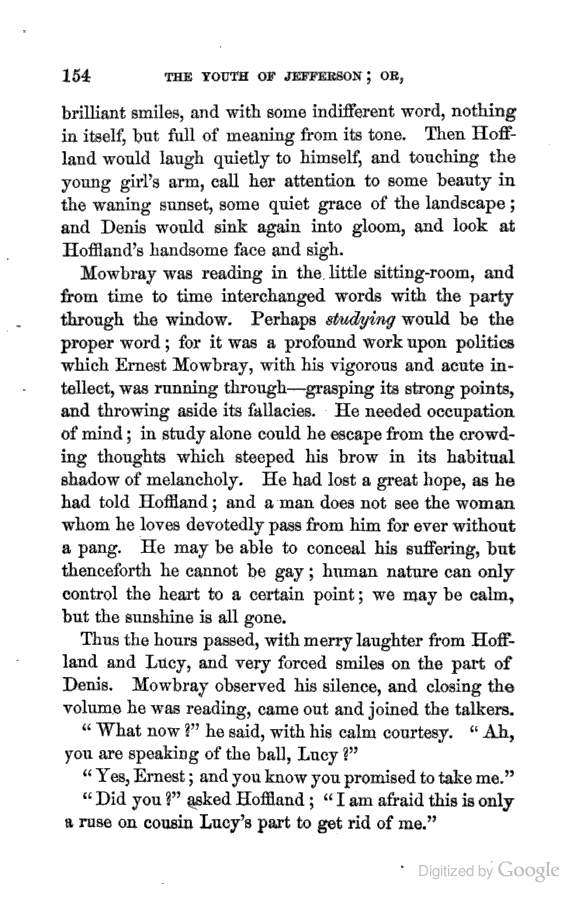 154 THE YOUTH OF JEFFERSON; OR,
brilliant smiles, and with some indifferent word, nothing
in itself, but full of meaning from its tone. Then Hoff-
land would laugh quietly to himself, and touching the
young girl's arm, call her attention to some beauty in
the waning sunset, some quiet grace of the landscape;
and Denis would sink again into gloom, and look at
Hoffland's handsome face and sigh.
Mowbray was reading in the little sitting-room, and
from time to time interchanged words with the party
through the window. Perhaps studying would be the
proper word; for it was a profound work upon politics
which Ernest Mowbray, with his vigorous and acute in-
tellect, was running through—grasping its strong points,
and throwing aside its fallacies. He needed occupation
of mind; in study alone could he escape from the crowd-
ing thoughts which steeped his brow in its habitual
shadow of melancholy. He had lost a great hope, as he
had told Hoffland; and a man does not see the woman
whom he loves devotedly pass from him for ever without
a pang. He may be able to conceal his suffering, but
thenceforth he cannot be gay; human nature can only
control the heart to a certain point; we may be calm,
but the sunshine is all gone.
Thus the hours passed, with merry laughter from Hoff-
land and Lucy, and very forced smiles on the part of
Denis. Mowbray observed his silence, and closing the
volume he was reading, came out and joined the talkers.
"What now?" he said, with his calm courtesy. "Ah,
you are speaking of the ball, Lucy?"
"Yes, Ernest; and you know you promised to take me."
"Did you?" asked Hoffland; "I am afraid this is only
a ruse on cousin Lucy's part to get rid of me."
Digitized by Google